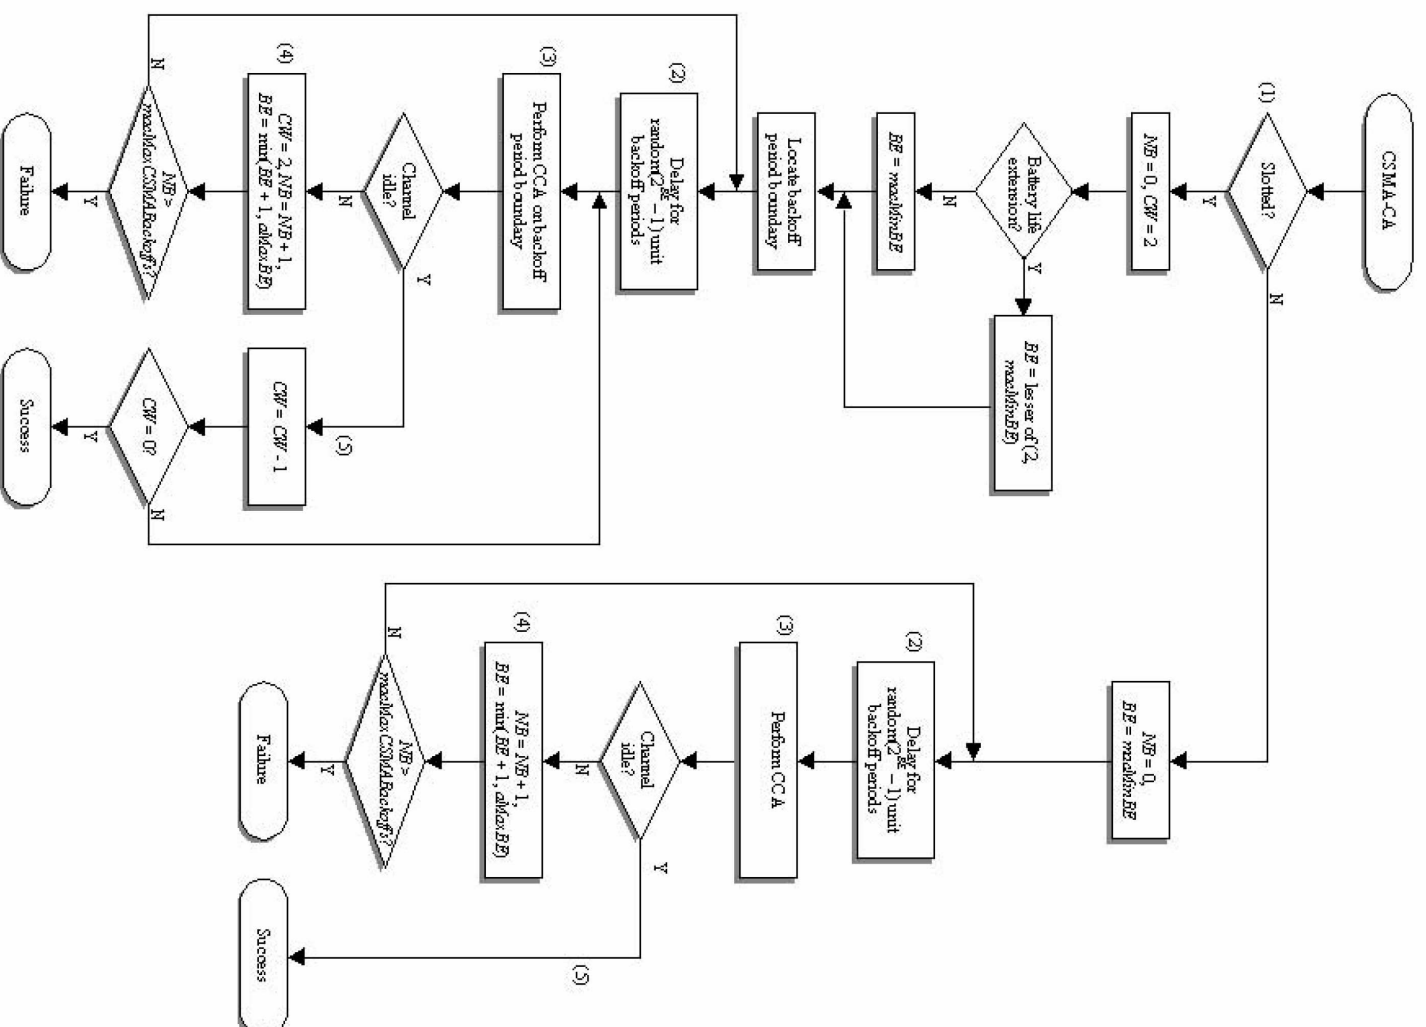 CSMA-CA
(1)
Slotted?
N
Y
NB = 0, CW = 2
Battery life
extension?
Y
BE = lesser of (2,
macMinBE)
N
BE = macMinBE
Locate backoff
period boundary
(2)
Delay for
random(2^BE - 1) unit
backoff periods
(3)
Perform CCA on backoff
period boundary
Channel
idle?
Y
N
(5)
(4)
CW = 2, NB = NB + 1,
BE = min(BE + 1, aMaxBE)
CW = CW - 1
N
NB >
macMaxCSMABackoffs?
CW = 0?
N
Y
Y
Failure
Success
NB = 0,
BE = macMinBE
(2)
Delay for
random(2^BE - 1) unit
backoff periods
(3)
Perform CCA
Channel
idle?
Y
N
(4)
NB = NB + 1,
BE = min(BE + 1, aMaxBE)
(5)
N
NB >
macMaxCSMABackoffs?
Y
Failure
Success